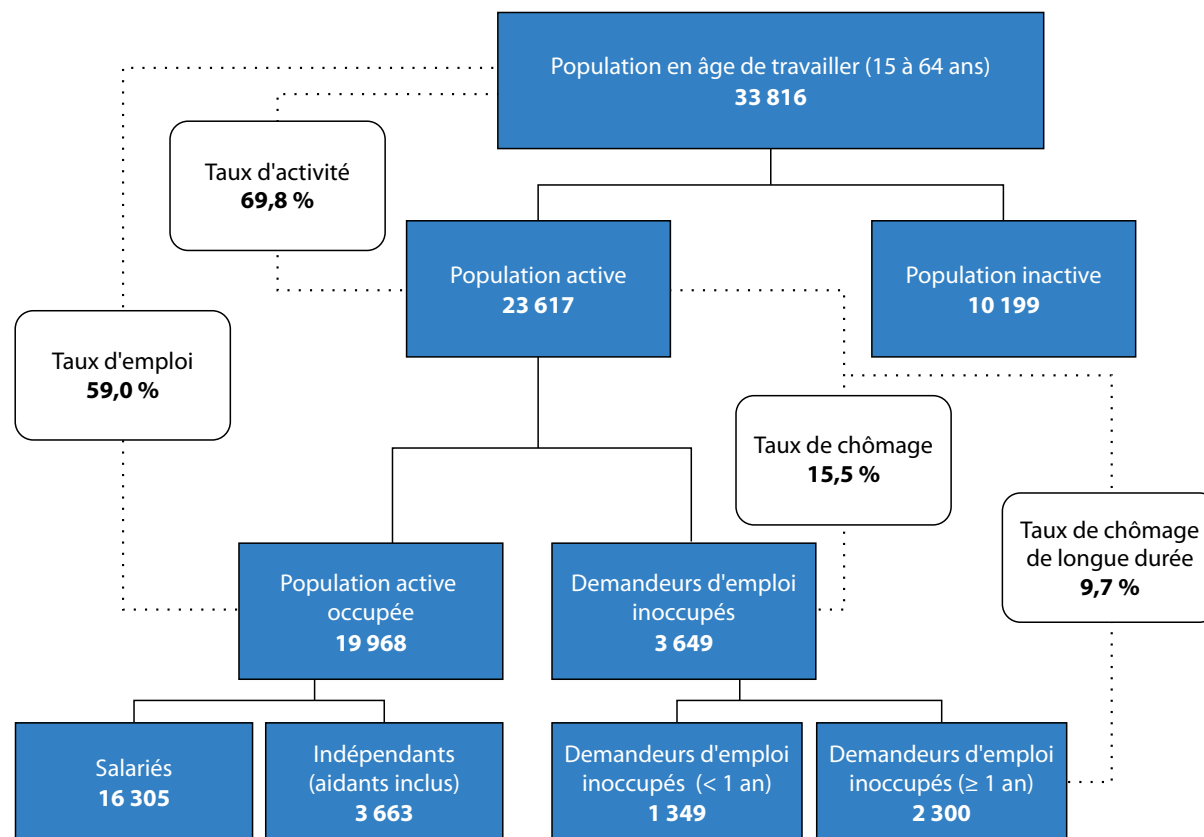 Population en âge de travailler (15 à 64 ans)
33 816
Taux d'activité
69,8 %
Population active
23 617
Population inactive
10 199
Taux d'emploi
59,0 %
Taux de chômage
15,5 %
Taux de chômage
de longue durée
9,7 %
Population active
occupée
19 968
Demandeurs d'emploi
inoccupés
3 649
Salariés
16 305
Indépendants
(aidants inclus)
3 663
Demandeurs d'emploi
inoccupés (< 1 an)
1 349
Demandeurs d'emploi
inoccupés (≥ 1 an)
2 300